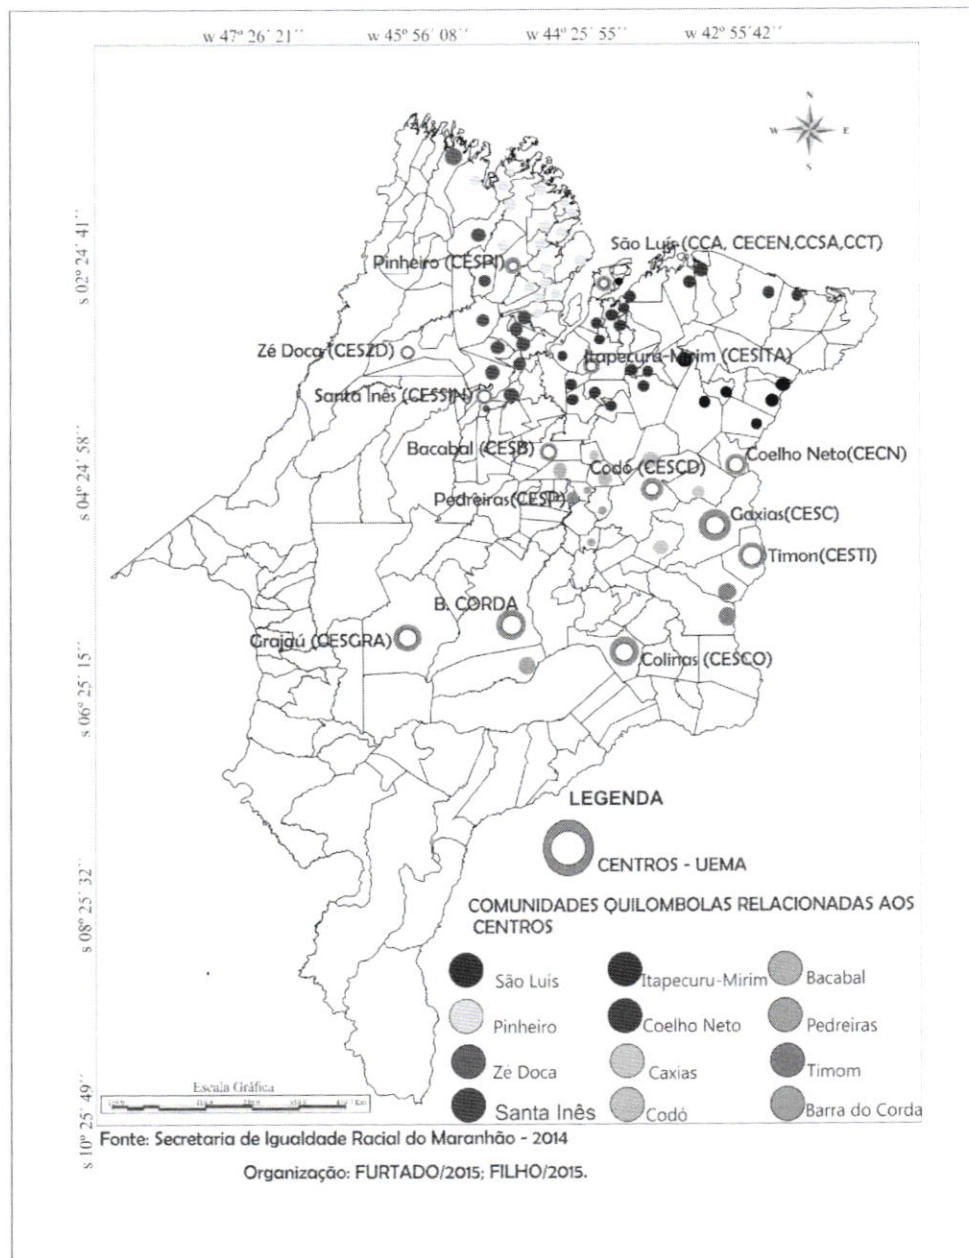 w 47º 26´ 21´´ w 45º 56´ 08´´ w 44º 25´ 55´´ w 42º 55´ 42´´
N
W E
S
s 02º 24´ 41´´
São Luís (CCA, CECEN,CCSA,CCT)
Pinheiro (CESPI)
Zé Doca (CESZD)
Itapecuru-Mirim (CESITA)
Santa Inês (CESSIN)
s 04º 24´ 58´´
Bacabal (CESB)
Coelho Neto(CECN)
Codó (CESCD)
Pedreiras(CESP)
Caxias(CESC)
Timon(CESTI)
B. CORDA
Grajaú (CESGRA)
Colinas (CESCO)
s 06º 25´ 15´´
LEGENDA
CENTROS - UEMA
s 08º 25´ 32´´
COMUNIDADES QUILOMBOLAS RELACIONADAS AOS
CENTROS
São Luís Itapecuru-Mirim Bacabal
Pinheiro Coelho Neto Pedreiras
Zé Doca Caxias Timom
Santa Inês Codó Barra do Corda
s 10º 25´ 49´´
Escala Gráfica
Fonte: Secretaria de Igualdade Racial do Maranhão - 2014
Organização: FURTADO/2015; FILHO/2015.